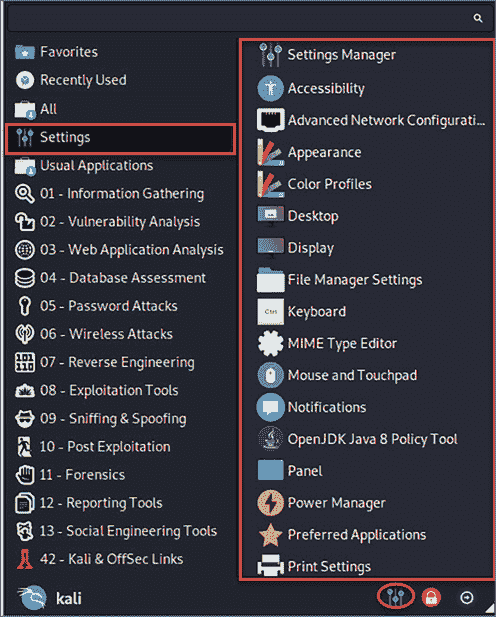 Favorites
Recently Used
All
Settings
Usual Applications
01 - Information Gathering
02 - Vulnerability Analysis
03 - Web Application Analysis
04 - Database Assessment
05 - Password Attacks
06 - Wireless Attacks
07 - Reverse Engineering
08 - Exploitation Tools
09 - Sniffing & Spoofing
10 - Post Exploitation
11 - Forensics
12 - Reporting Tools
13 - Social Engineering Tools
42 - Kali & OffSec Links
kali
Settings Manager
Accessibility
Advanced Network Configurati...
Appearance
Color Profiles
Desktop
Display
File Manager Settings
Ctrl
Keyboard
MIME Type Editor
Mouse and Touchpad
Notifications
OpenJDK Java 8 Policy Tool
Panel
Power Manager
Preferred Applications
Print Settings